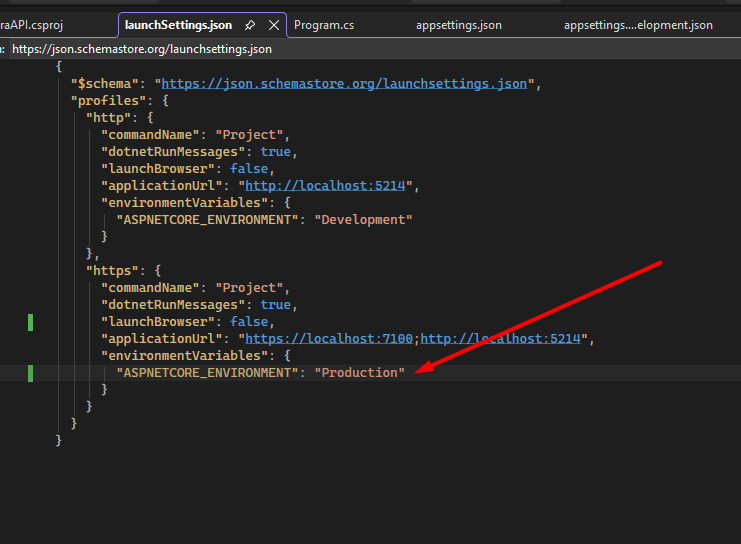 raAPI.csproj launchSettings.json Program.cs appsettings.json appsettings....elopment.json
: https://json.schemastore.org/launchsettings.json
{
"$schema": "https://json.schemastore.org/launchsettings.json",
"profiles": {
"http": {
"commandName": "Project",
"dotnetRunMessages": true,
"launchBrowser": false,
"applicationUrl": "http://localhost:5214",
"environmentVariables": {
"ASPNETCORE_ENVIRONMENT": "Development"
}
},
"https": {
"commandName": "Project",
"dotnetRunMessages": true,
"launchBrowser": false,
"applicationUrl": "https://localhost:7100;http://localhost:5214",
"environmentVariables": {
"ASPNETCORE_ENVIRONMENT": "Production"
}
}
}
}